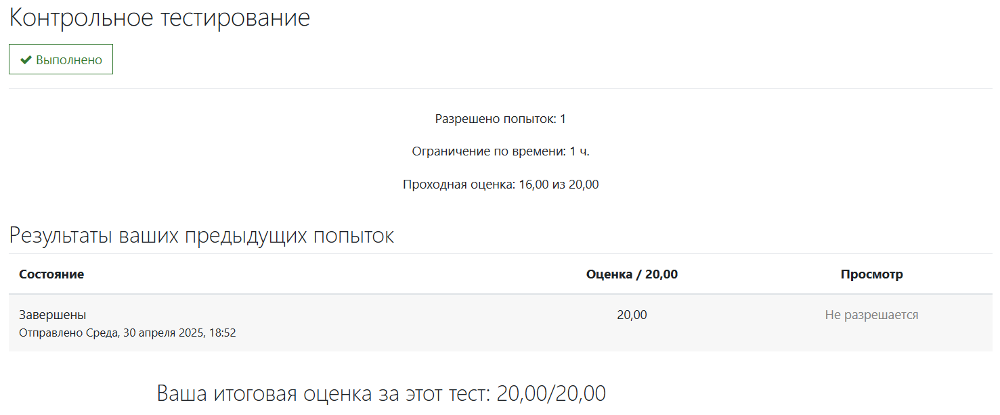 Контрольное тестирование
Выполнено
Разрешено попыток: 1
Ограничение по времени: 1 ч.
Проходная оценка: 16,00 из 20,00
Результаты ваших предыдущих попыток
Состояние Оценка / 20,00 Просмотр
Завершены 20,00 Не разрешается
Отправлено Среда, 30 апреля 2025, 18:52
Ваша итоговая оценка за этот тест: 20,00/20,00